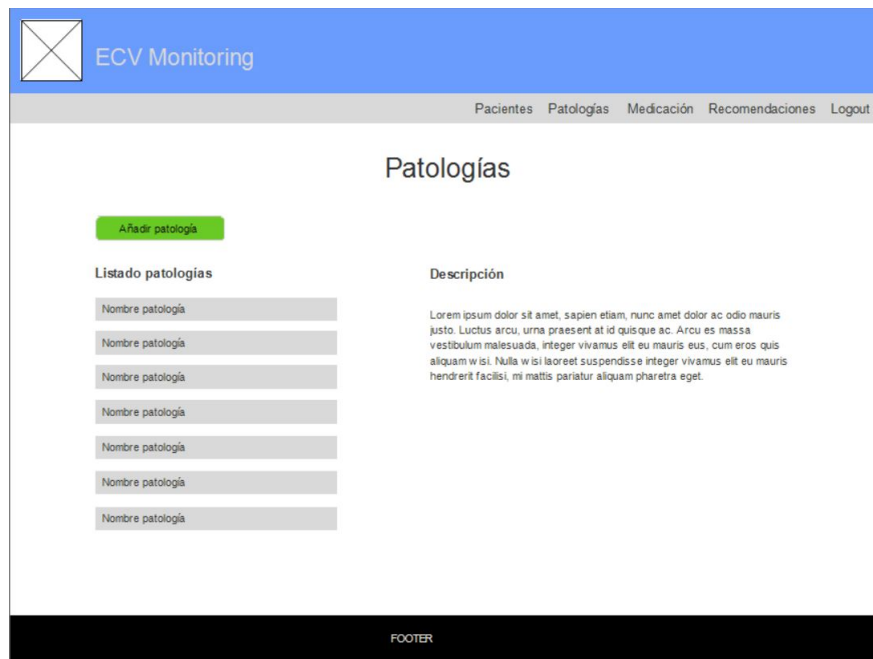 ECV Monitoring
Pacientes Patologías Medicación Recomendaciones Logout
Patologías
Añadir patología
Listado patologías
Nombre patología
Nombre patología
Nombre patología
Nombre patología
Nombre patología
Nombre patología
Nombre patología
Descripción
Lorem ipsum dolor sit amet, sapien etiam, nunc amet dolor ac odio mauris
justo. Luctus arcu, urna praesent at id quisque ac. Arcu es massa
vestibulum malesuada, integer vivamus elit eu mauris eus, cum eros quis
aliquam wisi. Nulla wisi laoreet suspendisse integer vivamus elit eu mauris
hendrerit facilisi, mi mattis pariatur aliquam pharetra eget.
FOOTER